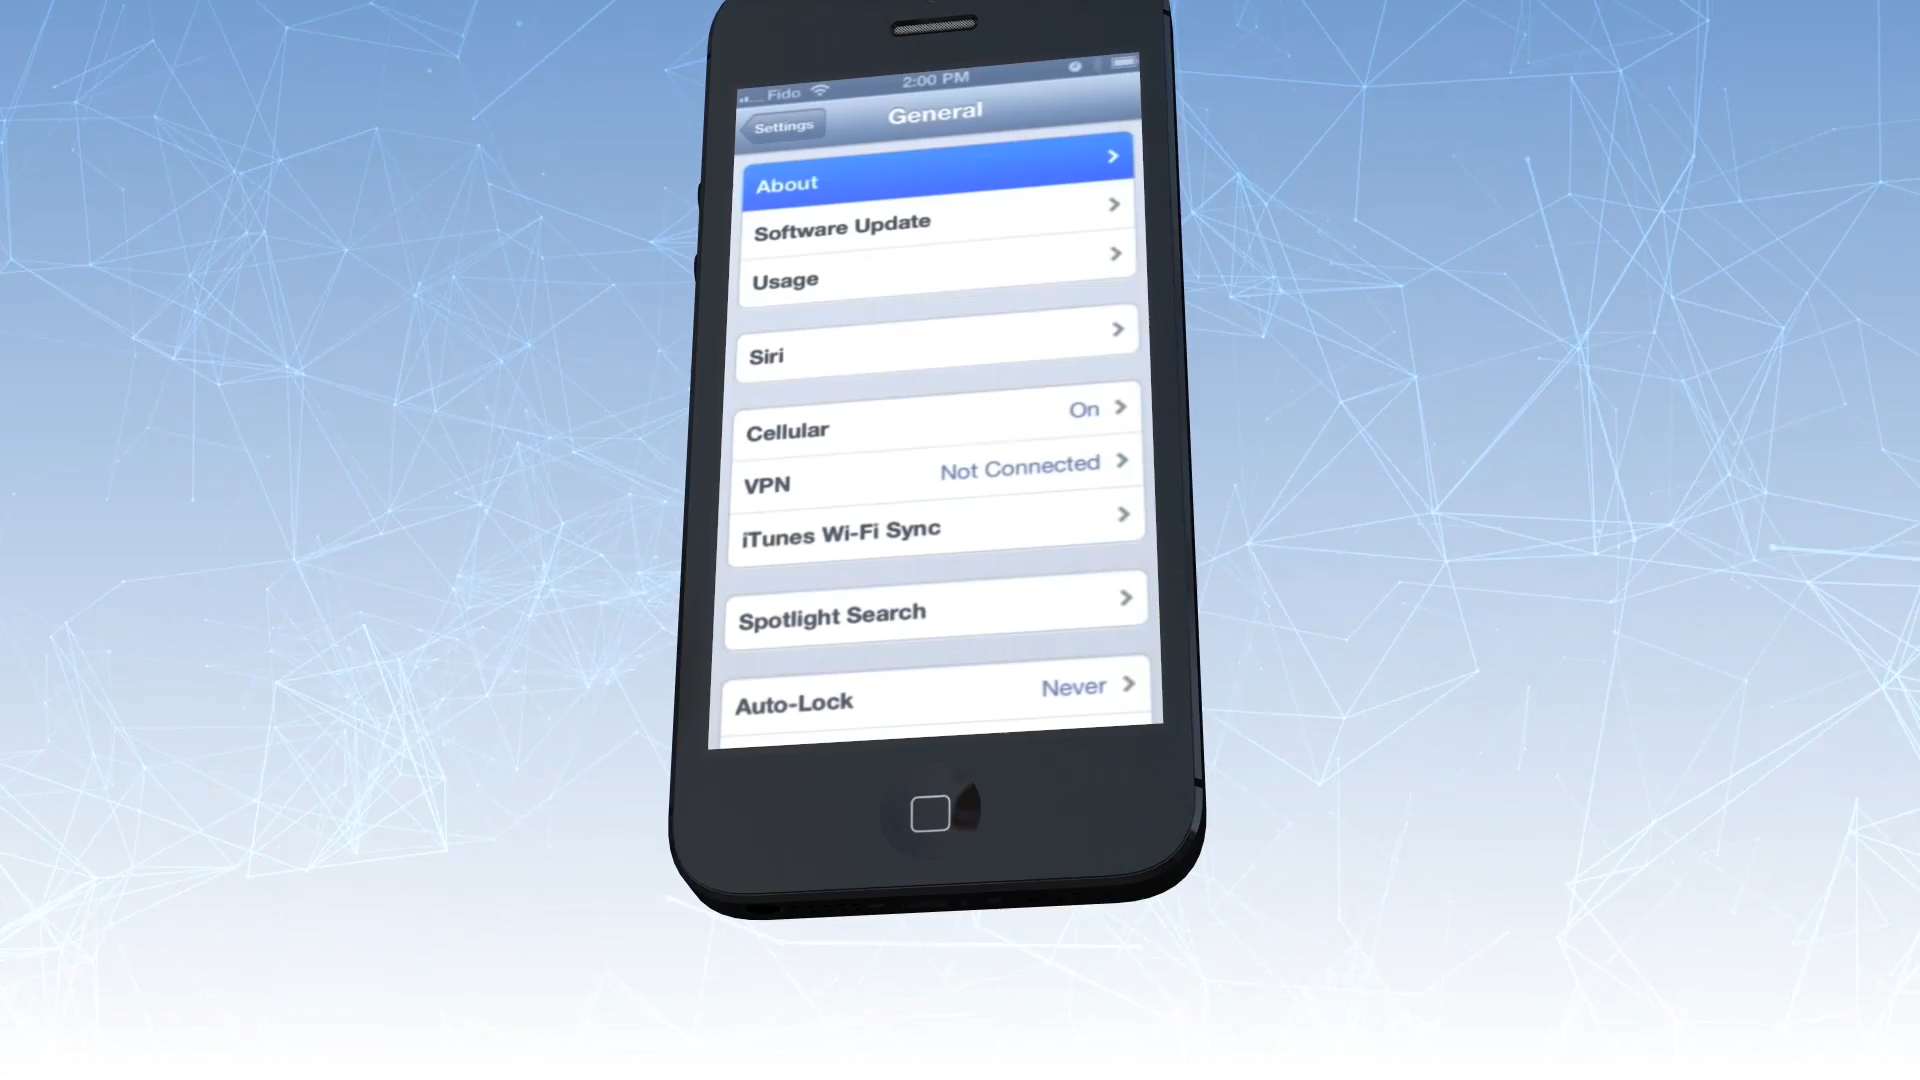 Fido 2:00 PM
Settings General
About
Software Update
Usage
Siri
Cellular On
VPN Not Connected
iTunes Wi-Fi Sync
Spotlight Search
Auto-Lock Never